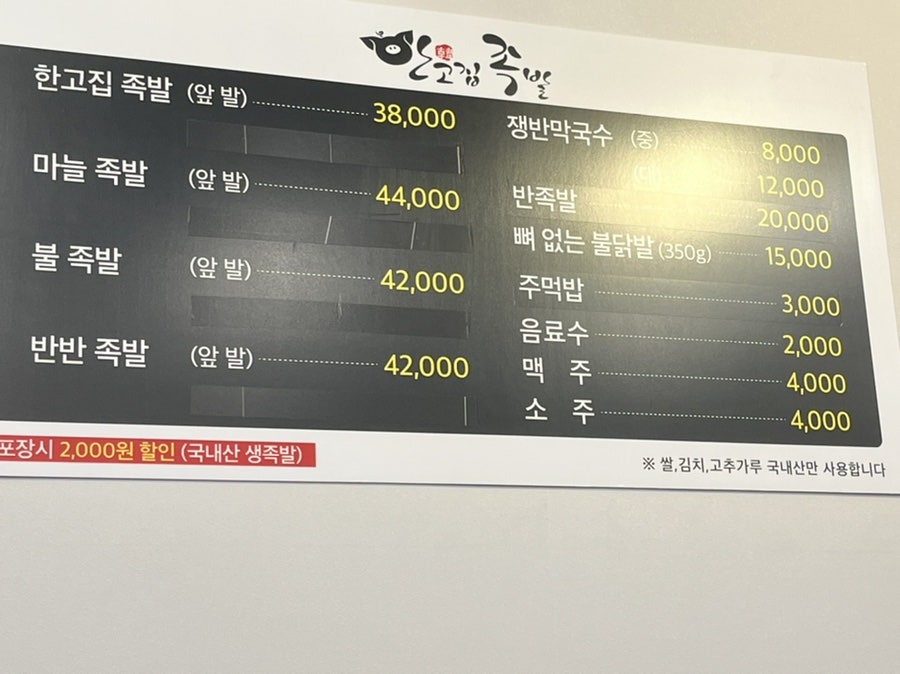 한고집 족발
한고집 족발 (앞 발) 38,000
마늘 족발 (앞 발) 44,000
불 족발 (앞 발) 42,000
반반 족발 (앞 발) 42,000
쟁반막국수 (중) 8,000
(대) 12,000
반족발 20,000
뼈 없는 불닭발 (350g) 15,000
주먹밥 3,000
음료수 2,000
맥 주 4,000
소 주 4,000
포장시 2,000원 할인 (국내산 생족발)
※ 쌀,김치,고추가루 국내산만 사용합니다